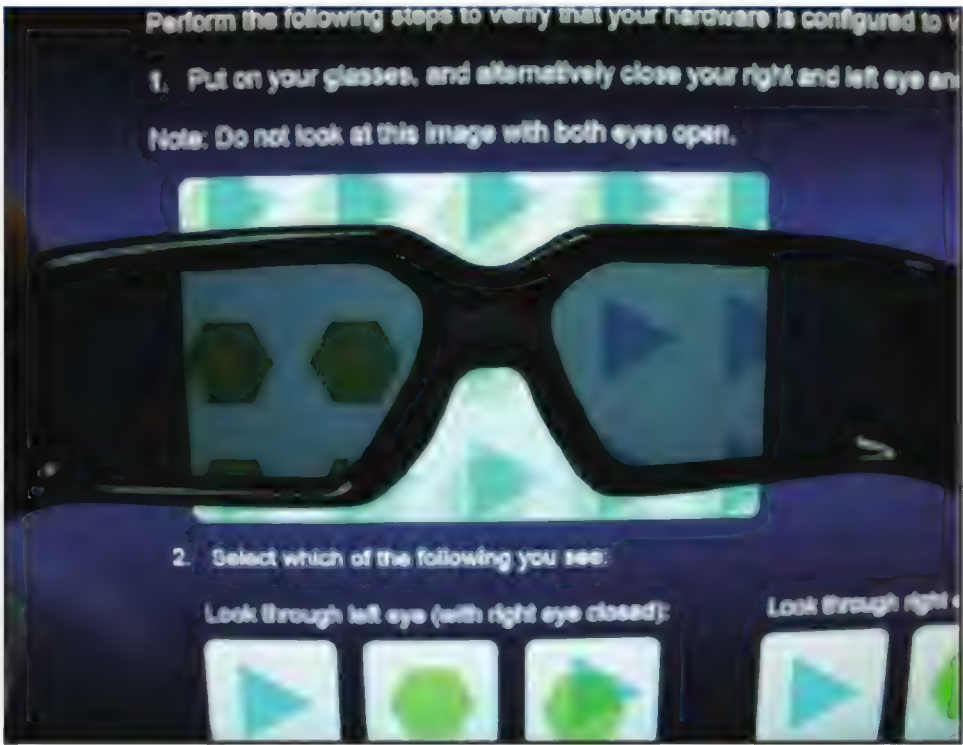 Perform the following steps to verify that your hardware is configured to v
1. Put on your glasses, and alternatively close your right and left eye an
Note: Do not look at this image with both eyes open.
2. Select which of the following you see:
Look through left eye (with right eye closed):
Look through right e